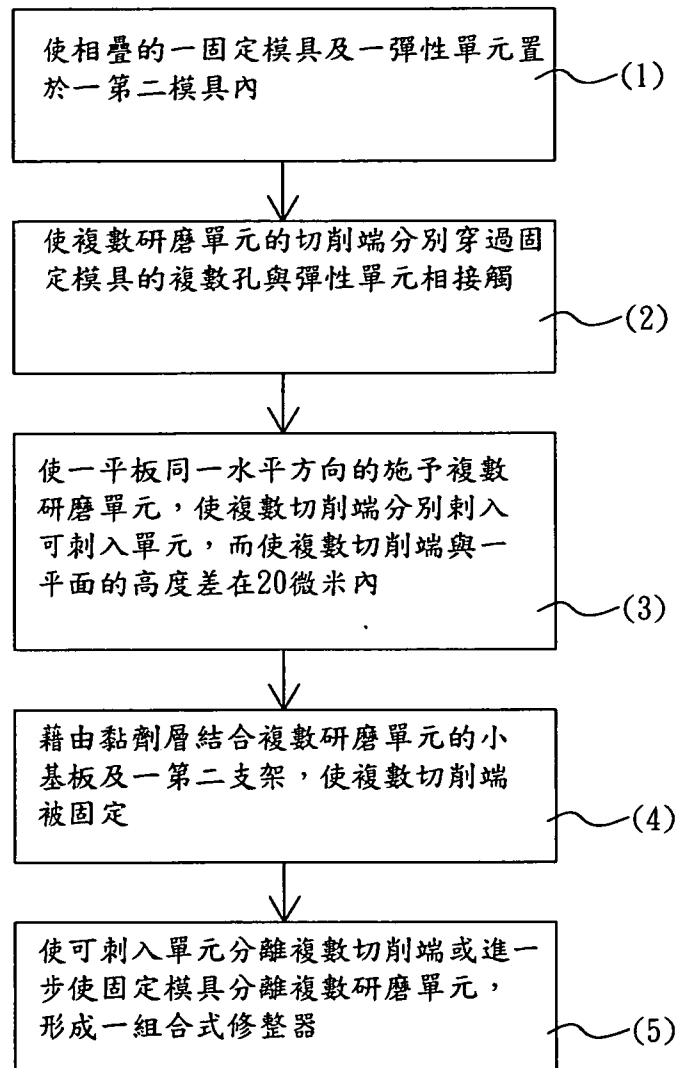 使相疊的一固定模具及一彈性單元置
於一第二模具內
(1)
使複數研磨單元的切削端分別穿過固
定模具的複數孔與彈性單元相接觸
(2)
使一平板同一水平方向的施予複數
研磨單元，使複數切削端分別刺入
可刺入單元，而使複數切削端與一
平面的高度差在20微米內
(3)
藉由黏劑層結合複數研磨單元的小
基板及一第二支架，使複數切削端
被固定
(4)
使可刺入單元分離複數切削端或進一
步使固定模具分離複數研磨單元，
形成一組合式修整器
(5)